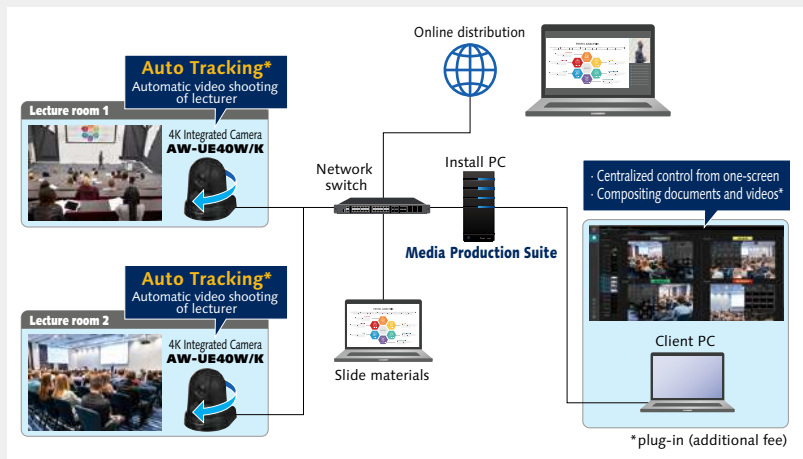 Online distribution
Auto Tracking*
Automatic video shooting
of lecturer
Lecture room 1
4K Integrated Camera
AW-UE40W/K
Network
switch
Install PC
Media Production Suite
· Centralized control from one-screen
· Compositing documents and videos*
Auto Tracking*
Automatic video shooting
of lecturer
Lecture room 2
4K Integrated Camera
AW-UE40W/K
Slide materials
Client PC
*plug-in (additional fee)